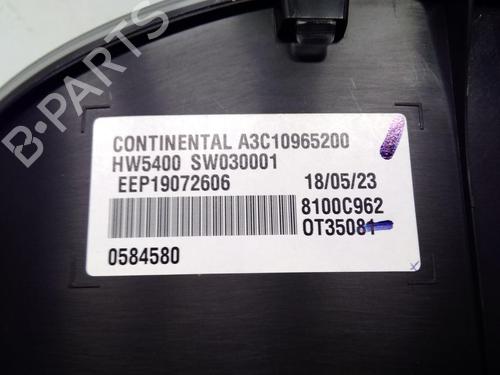 B-PARTS
CONTINENTAL A3C10965200
HW5400 SW030001
EEP19072606 18/05/23
8100C962
OT35081
0584580